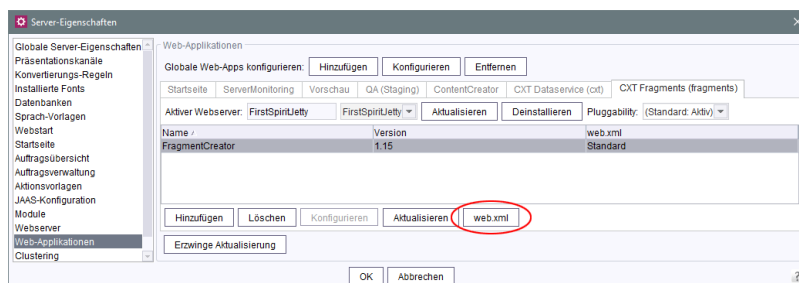 Server-Eigenschaften
Globale Server-Eigenschaften
Präsentationskanäle
Konvertierungs-Regeln
Installierte Fonts
Datenbanken
Sprach-Vorlagen
Webstart
Startseite
Auftragsübersicht
Auftragsverwaltung
Aktionsvorlagen
JAAS-Konfiguration
Module
Webserver
Web-Applikationen
Clustering
Web-Applikationen
Globale Web-Apps konfigurieren: Hinzufügen Konfigurieren Entfernen
Startseite ServerMonitoring Vorschau QA (Staging) ContentCreator CXT Dataservice (cxt) CXT Fragments (fragments)
Aktiver Webserver: FirstSpiritJetty FirstSpiritJetty Aktualisieren Deinstallieren Pluggability: (Standard: Aktiv)
Name Version web.xml
FragmentCreator 1.15 Standard
Hinzufügen Löschen Konfigurieren Aktualisieren web.xml
Erzwinge Aktualisierung
OK Abbrechen